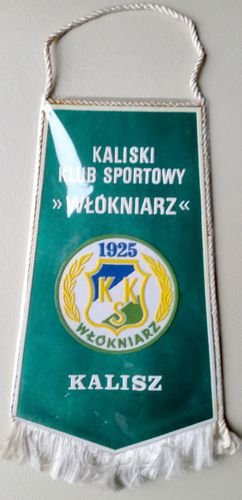 KALISKI
KLUB SPORTOWY
»WŁÓKNIARZ«
1925
KKS
WŁÓKNIARZ
KALISZ